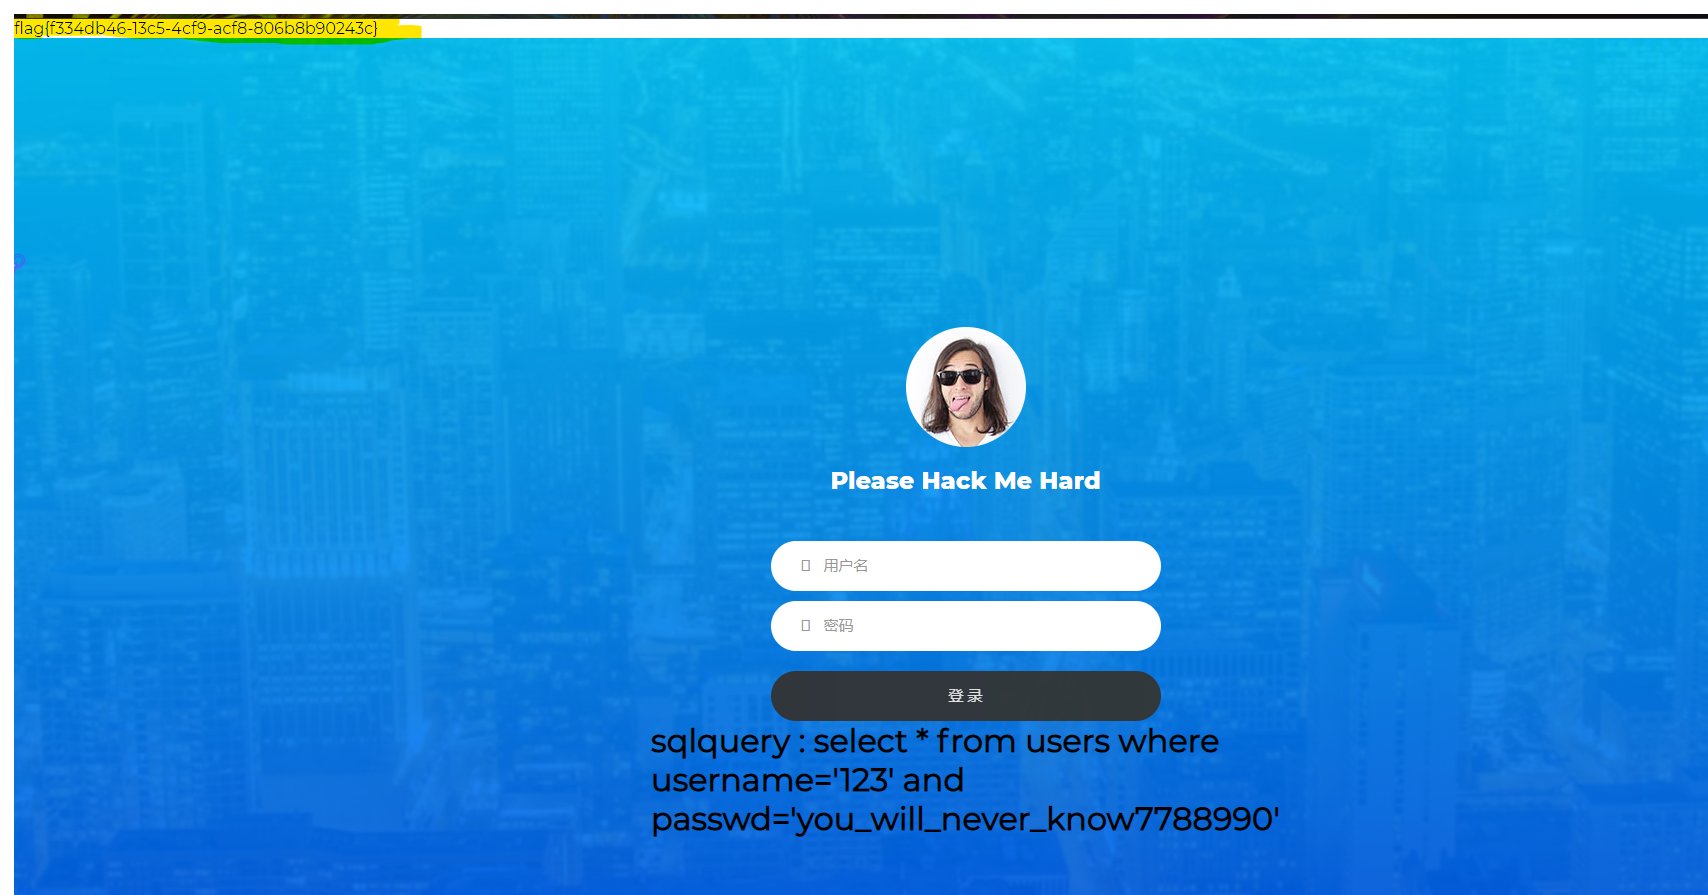 flag{f334db46-13c5-4cf9-acf8-806b8b90243c}
Please Hack Me Hard
用户名
密码
登录
sqlquery : select * from users where
username='123' and
passwd='you_will_never_know7788990'